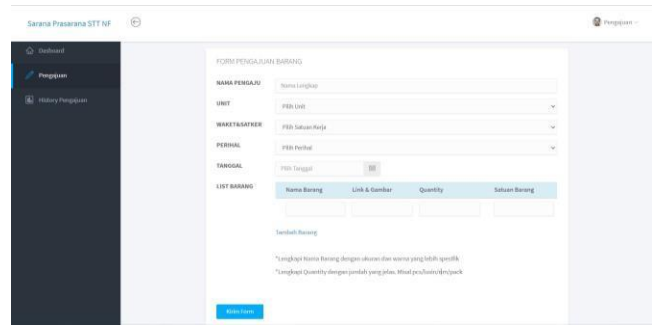 Sarana Prasarana STT NF
Pengajuan
Dashboard
Pengajuan
History Pengajuan
FORM PENGAJUAN BARANG
NAMA PENGAJU
Nama Lengkap
UNIT
Pilih Unit
WAKET&SATKER
Pilih Satuan Kerja
PERIHAL
Pilih Perihal
TANGGAL
Pilih Tanggal
LIST BARANG
Nama Barang Link & Gambar Quantity Satuan Barang
Tambah Barang
*Lengkapi Nama Barang dengan ukuran dan warna yang lebih spesifik
*Lengkapi Quantity dengan jumlah yang jelas. Misal pcs/lusin/rim/pack
Kirim Form